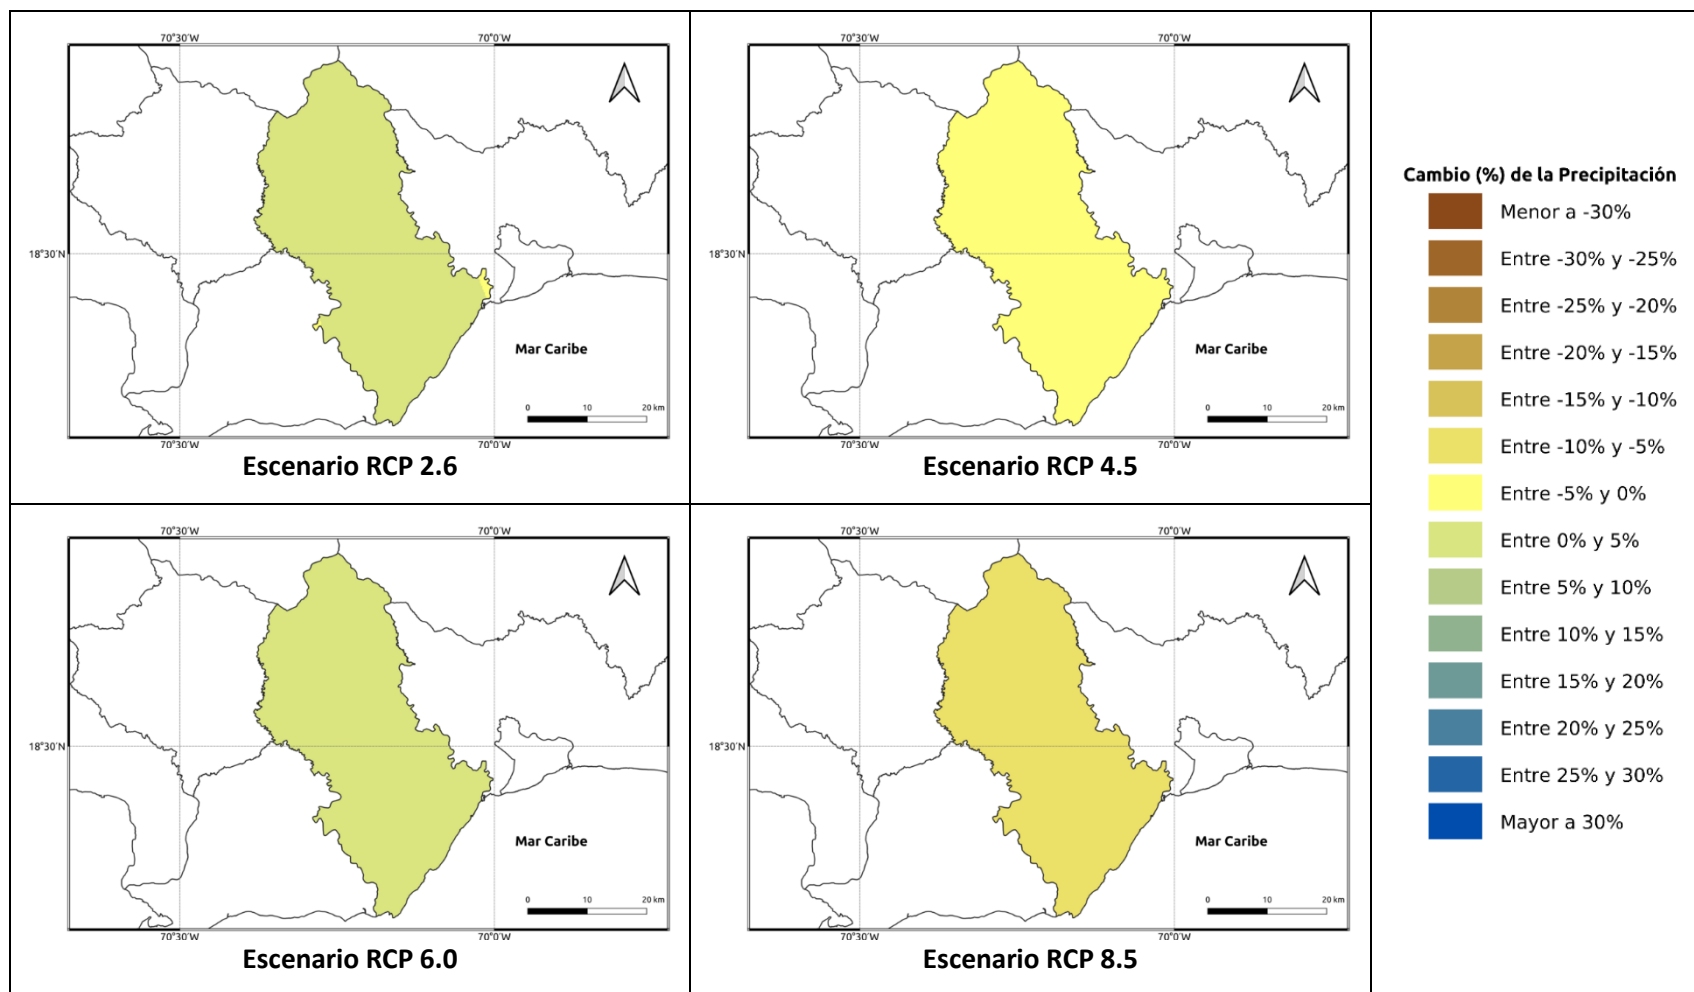 70°30'W
70°0'W
18°30'N
Mar Caribe
0
10
20 km
70°30'W
70°0'W
Escenario RCP 2.6
70°30'W
70°0'W
18°30'N
Mar Caribe
0
10
20 km
70°30'W
70°0'W
Escenario RCP 4.5
70°30'W
70°0'W
18°30'N
Mar Caribe
0
10
20 km
70°30'W
70°0'W
Escenario RCP 6.0
70°30'W
70°0'W
18°30'N
Mar Caribe
0
10
20 km
70°30'W
70°0'W
Escenario RCP 8.5
Cambio (%) de la Precipitación
Menor a -30%
Entre -30% y -25%
Entre -25% y -20%
Entre -20% y -15%
Entre -15% y -10%
Entre -10% y -5%
Entre -5% y 0%
Entre 0% y 5%
Entre 5% y 10%
Entre 10% y 15%
Entre 15% y 20%
Entre 20% y 25%
Entre 25% y 30%
Mayor a 30%